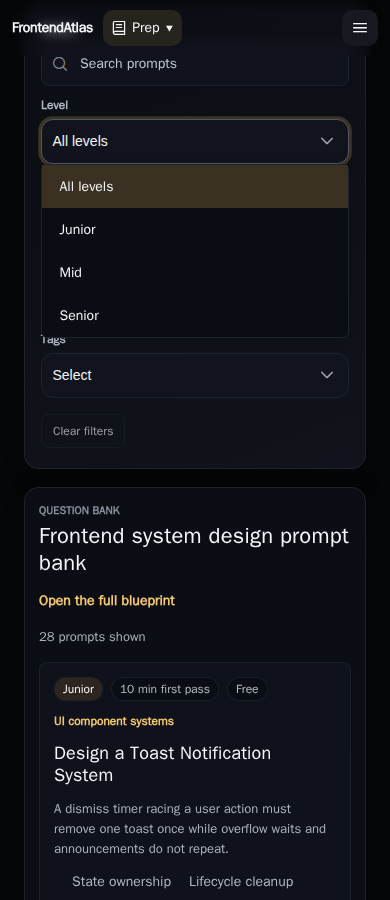 FrontendAtlas
Prep
Search prompts
Level
All levels
All levels
Junior
Mid
Senior
Tags
Select
Clear filters
QUESTION BANK
Frontend system design prompt
bank
Open the full blueprint
28 prompts shown
Junior
10 min first pass
Free
UI component systems
Design a Toast Notification
System
A dismiss timer racing a user action must
remove one toast once while overflow waits and
announcements do not repeat.
State ownership
Lifecycle cleanup